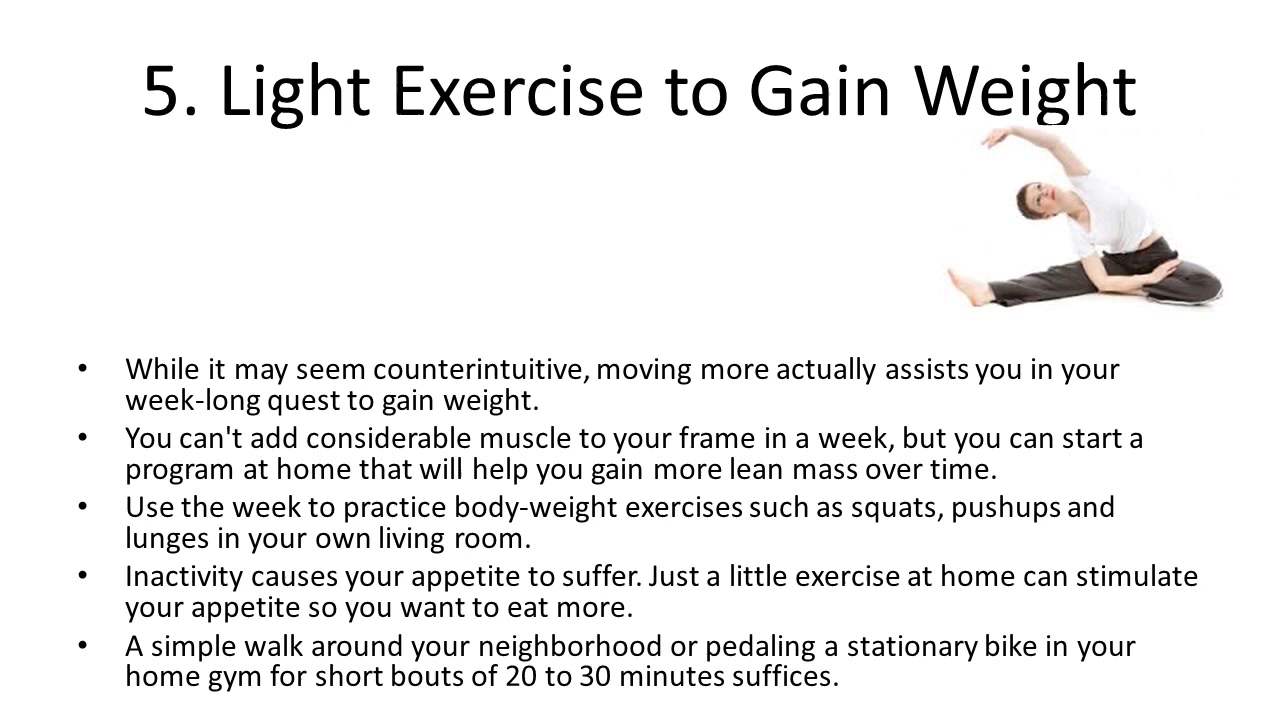 5. Light Exercise to Gain Weight
• While it may seem counterintuitive, moving more actually assists you in your
week-long quest to gain weight.
• You can't add considerable muscle to your frame in a week, but you can start a
program at home that will help you gain more lean mass over time.
• Use the week to practice body-weight exercises such as squats, pushups and
lunges in your own living room.
• Inactivity causes your appetite to suffer. Just a little exercise at home can stimulate
your appetite so you want to eat more.
• A simple walk around your neighborhood or pedaling a stationary bike in your
home gym for short bouts of 20 to 30 minutes suffices.